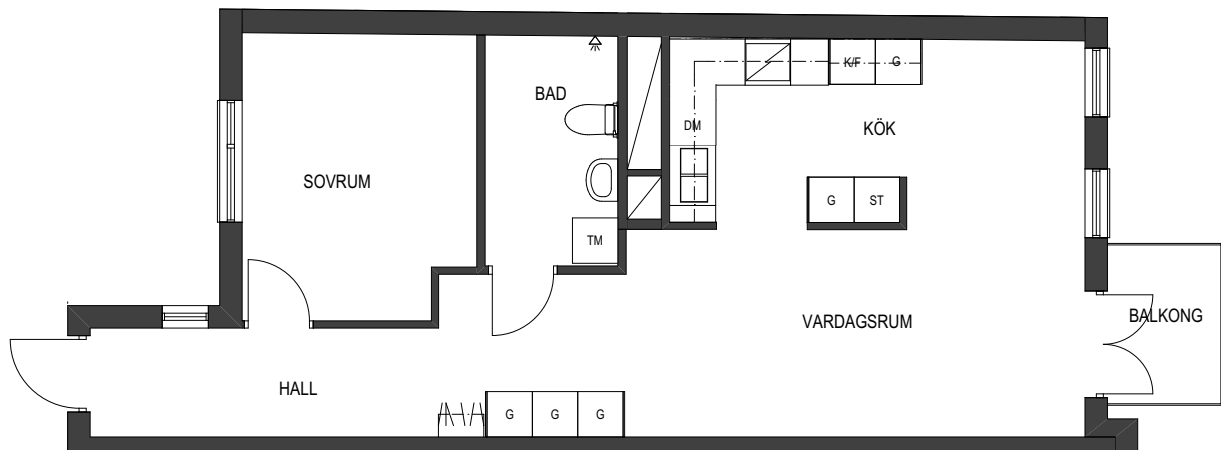 K/F
G
BAD
DM
KÖK
SOVRUM
G
ST
TM
BALKONG
VARDAGSRUM
HALL
G
G
G